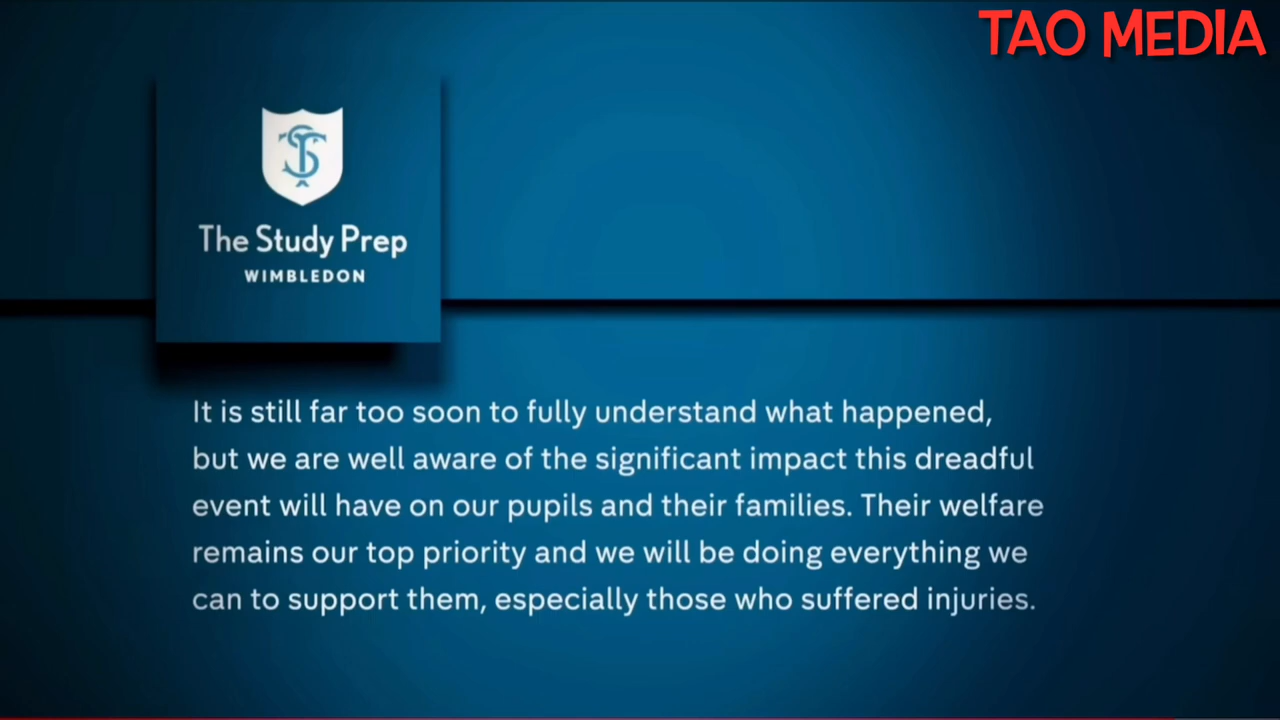 TAO MEDIA
The Study Prep
WIMBLEDON
It is still far too soon to fully understand what happened,
but we are well aware of the significant impact this dreadful
event will have on our pupils and their families. Their welfare
remains our top priority and we will be doing everything we
can to support them, especially those who suffered injuries.